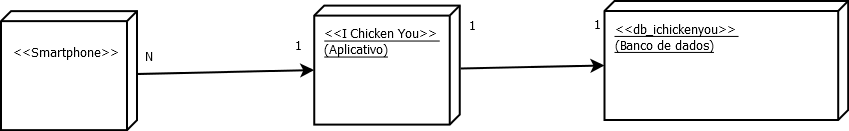 <<Smartphone>>
N
1
<<I Chicken You>>
(Aplicativo)
1
1
<<db_ichickenyou>>
(Banco de dados)